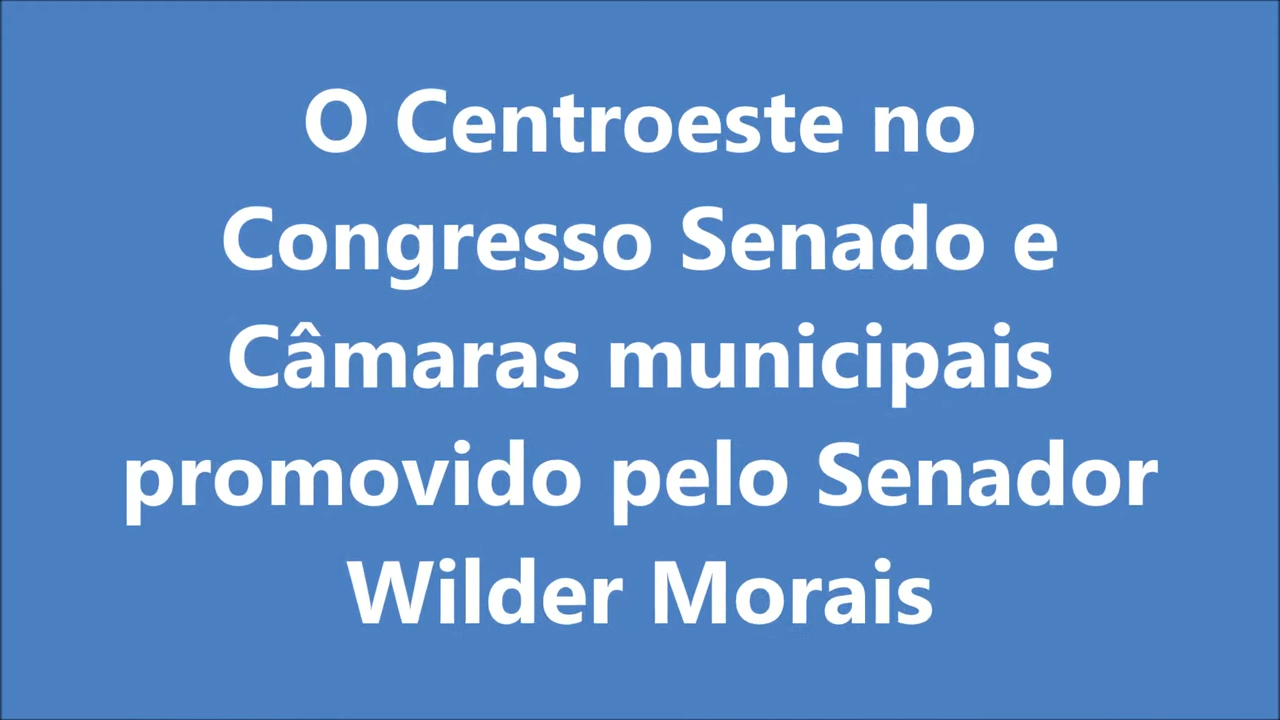 O Centroeste no
Congresso Senado e
Câmaras municipais
promovido pelo Senador
Wilder Morais